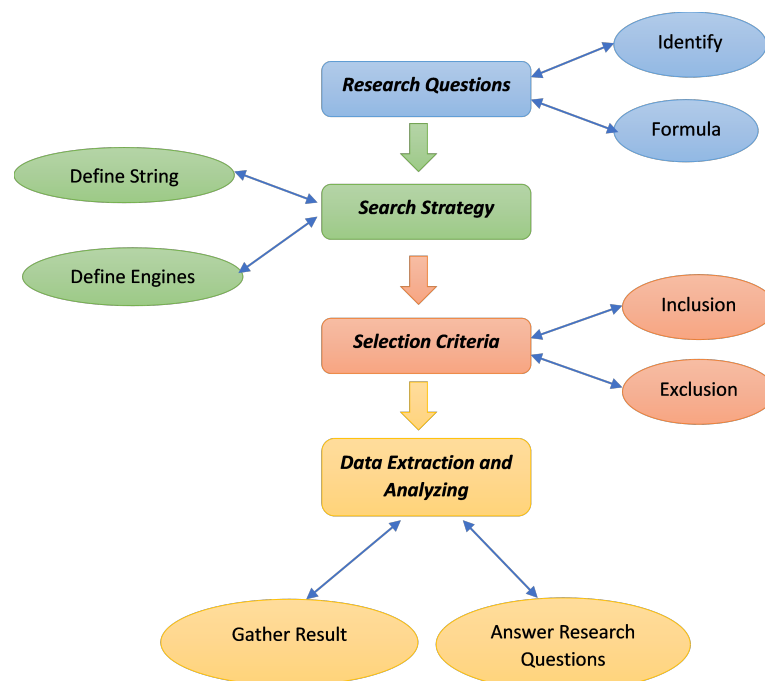 Identify
Research Questions
Formula
Define String
Search Strategy
Define Engines
Inclusion
Selection Criteria
Exclusion
Data Extraction and
Analyzing
Gather Result
Answer Research
Questions